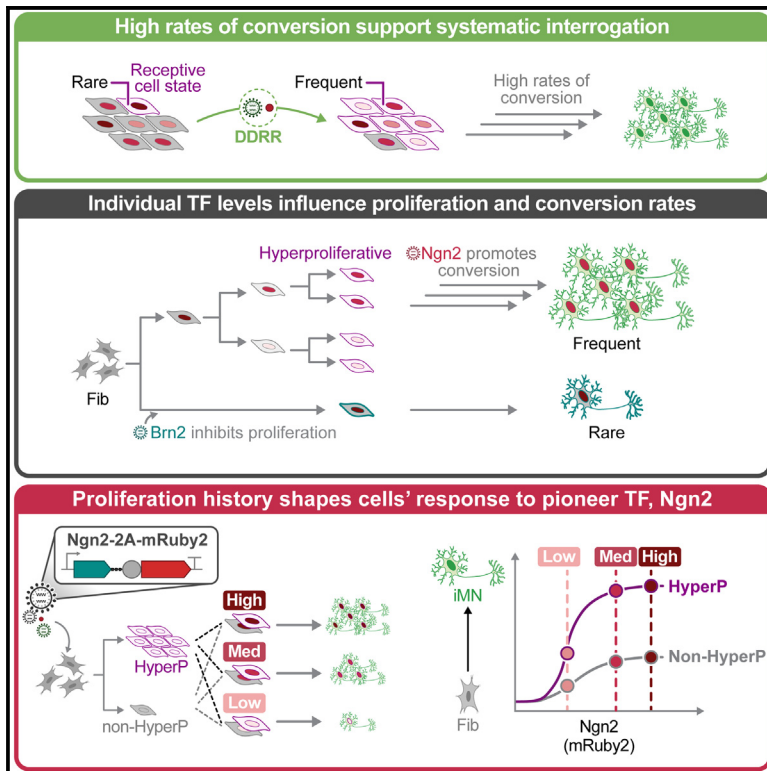 High rates of conversion support systematic interrogation
Rare
Receptive
cell state
DDRR
Frequent
High rates of
conversion
Individual TF levels influence proliferation and conversion rates
Hyperproliferative
Ngn2 promotes
conversion
Frequent
Fib
Brn2 inhibits proliferation
Rare
Proliferation history shapes cells' response to pioneer TF, Ngn2
Ngn2-2A-mRuby2
HyperP
non-HyperP
High
Med
Low
iMN
Fib
Low Med High
HyperP
Non-HyperP
Ngn2
(mRuby2)